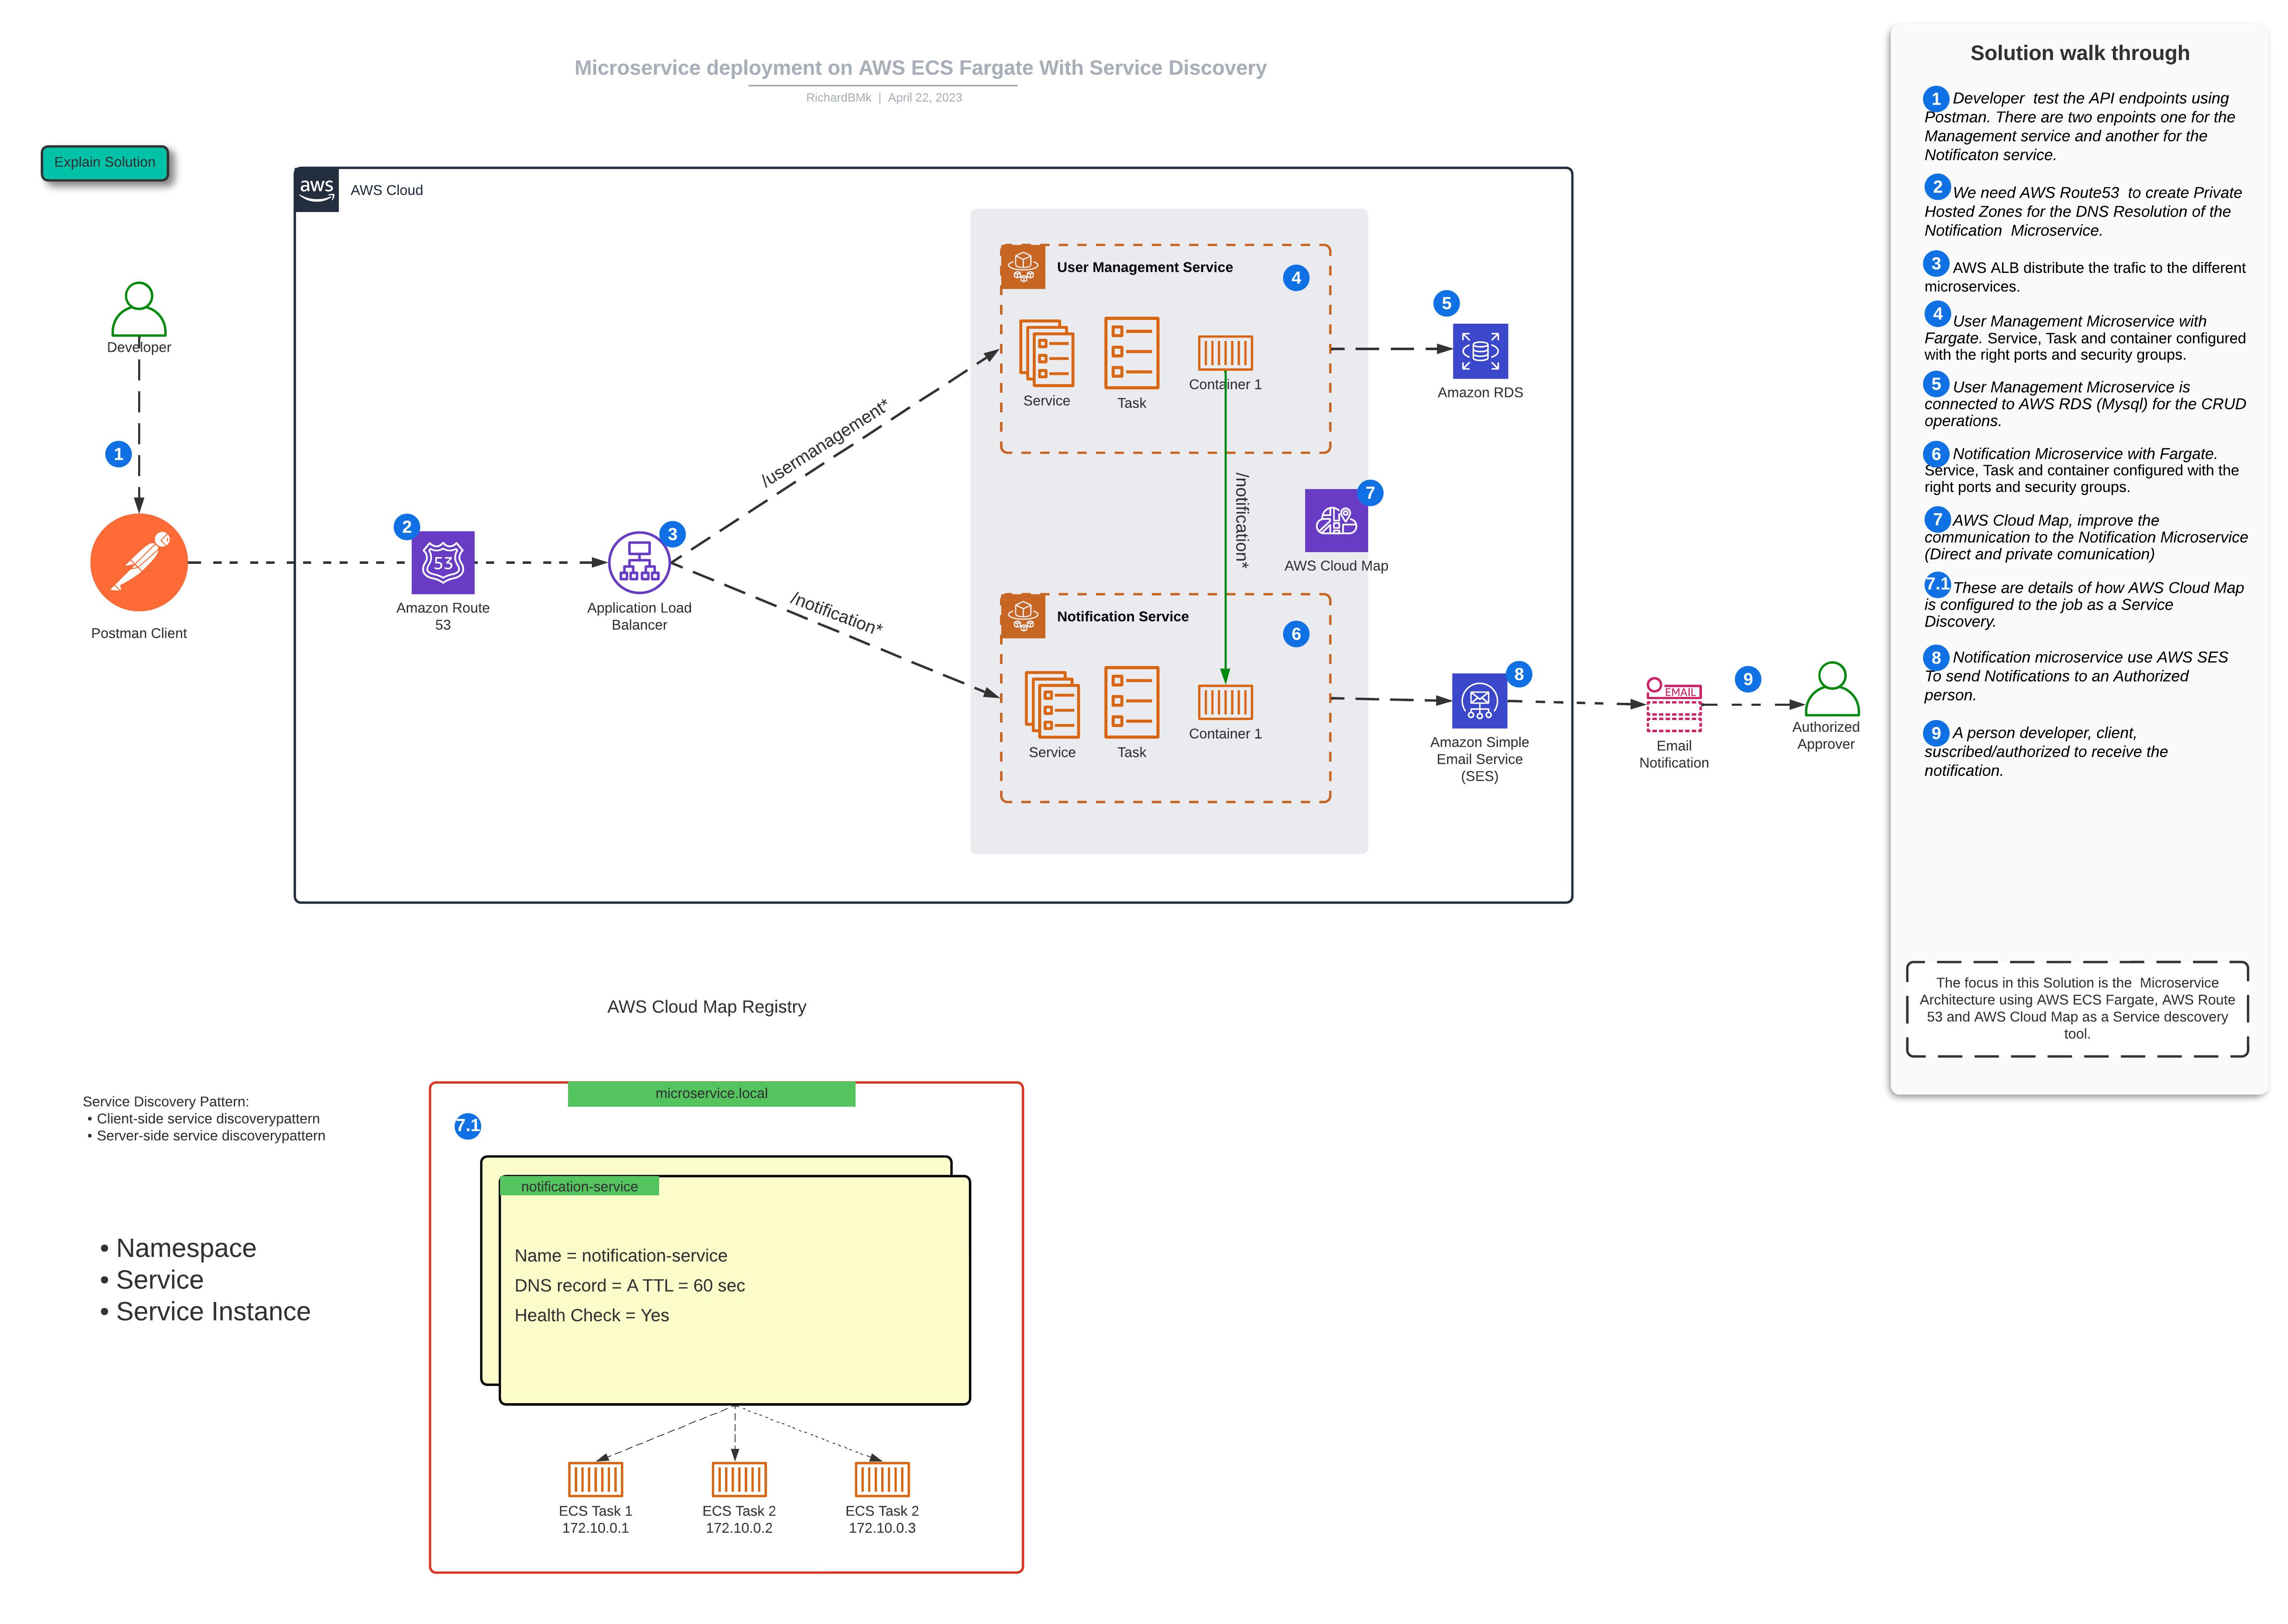 Microservice deployment on AWS ECS Fargate With Service Discovery
RichardBMk | April 22, 2023
Explain Solution
aws
AWS Cloud
Developer
1
Postman Client
2
53
Amazon Route
53
3
Application Load
Balancer
/usermanagement*
/notification*
User Management Service
4
Service
Task
Container 1
/notification*
5
Amazon RDS
7
AWS Cloud Map
Notification Service
6
Service
Task
Container 1
8
Amazon Simple
Email Service
(SES)
EMAIL
Email
Notification
9
Authorized
Approver
Solution walk through
1 Developer test the API endpoints using
Postman. There are two enpoints one for the
Management service and another for the
Notificaton service.
2 We need AWS Route53 to create Private
Hosted Zones for the DNS Resolution of the
Notification Microservice.
3 AWS ALB distribute the trafic to the different
microservices.
4 User Management Microservice with
Fargate. Service, Task and container configured
with the right ports and security groups.
5 User Management Microservice is
connected to AWS RDS (Mysql) for the CRUD
operations.
6 Notification Microservice with Fargate.
Service, Task and container configured with the
right ports and security groups.
7 AWS Cloud Map, improve the
communication to the Notification Microservice
(Direct and private comunication)
7.1 These are details of how AWS Cloud Map
is configured to the job as a Service
Discovery.
8 Notification microservice use AWS SES
To send Notifications to an Authorized
person.
9 A person developer, client,
suscribed/authorized to receive the
notification.
The focus in this Solution is the Microservice
Architecture using AWS ECS Fargate, AWS Route
53 and AWS Cloud Map as a Service descovery
tool.
AWS Cloud Map Registry
Service Discovery Pattern:
• Client-side service discoverypattern
• Server-side service discoverypattern
• Namespace
• Service
• Service Instance
microservice.local
7.1
notification-service
Name = notification-service
DNS record = A TTL = 60 sec
Health Check = Yes
ECS Task 1
172.10.0.1
ECS Task 2
172.10.0.2
ECS Task 2
172.10.0.3